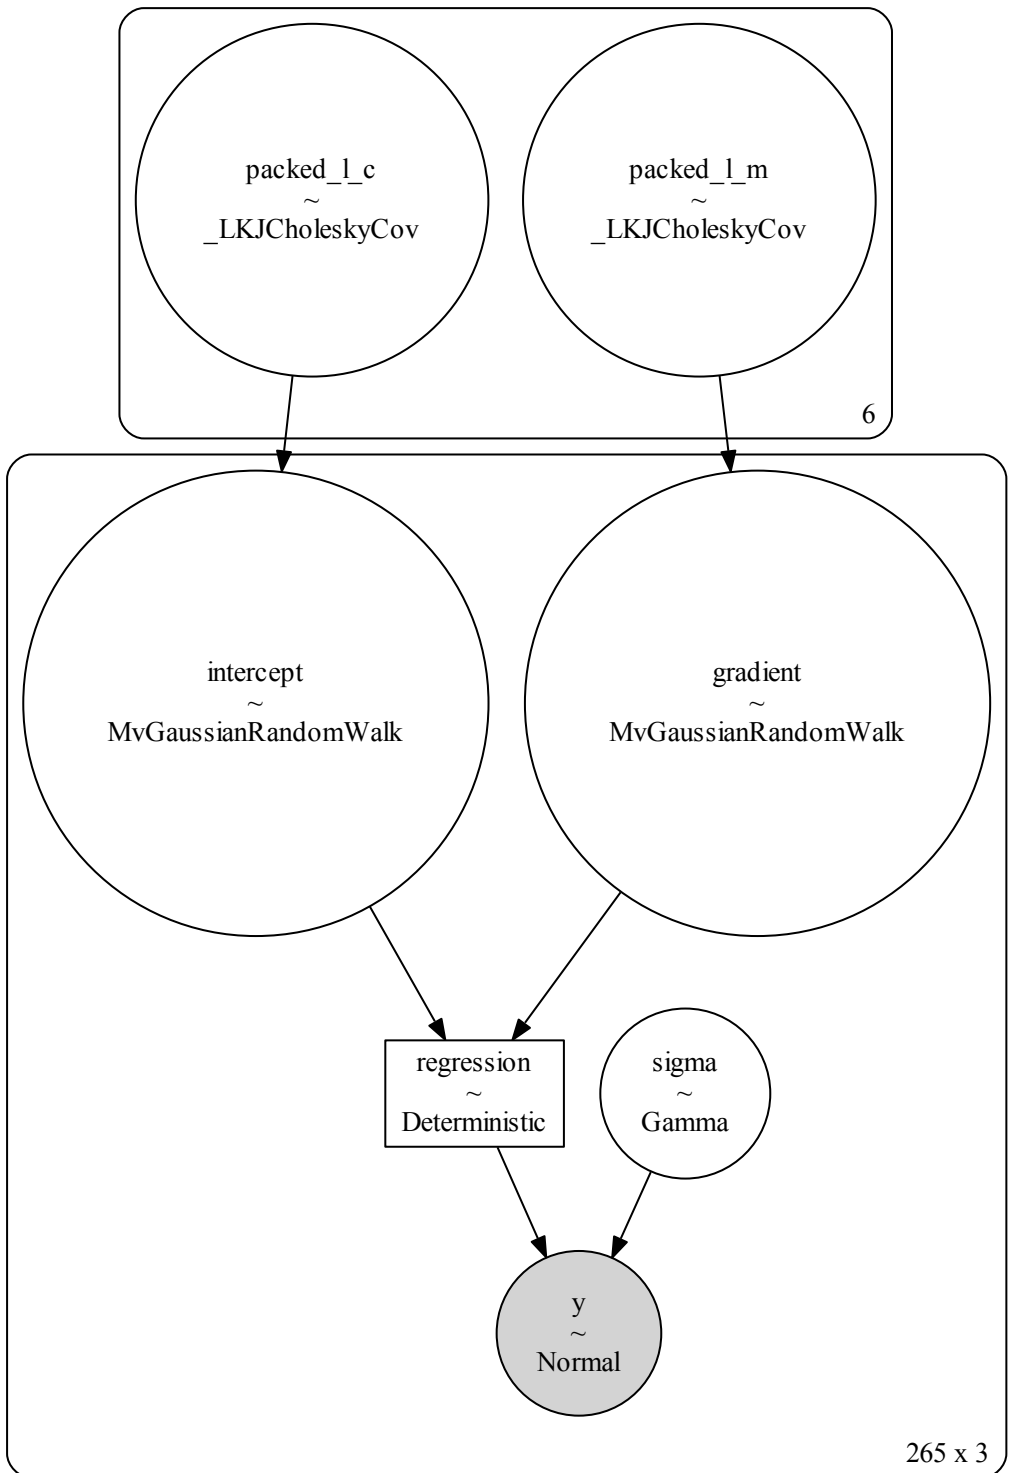 packed_l_c
~
_LKJCholeskyCov
packed_l_m
~
_LKJCholeskyCov
6
intercept
~
MvGaussianRandomWalk
gradient
~
MvGaussianRandomWalk
regression
~
Deterministic
sigma
~
Gamma
y
~
Normal
265 x 3